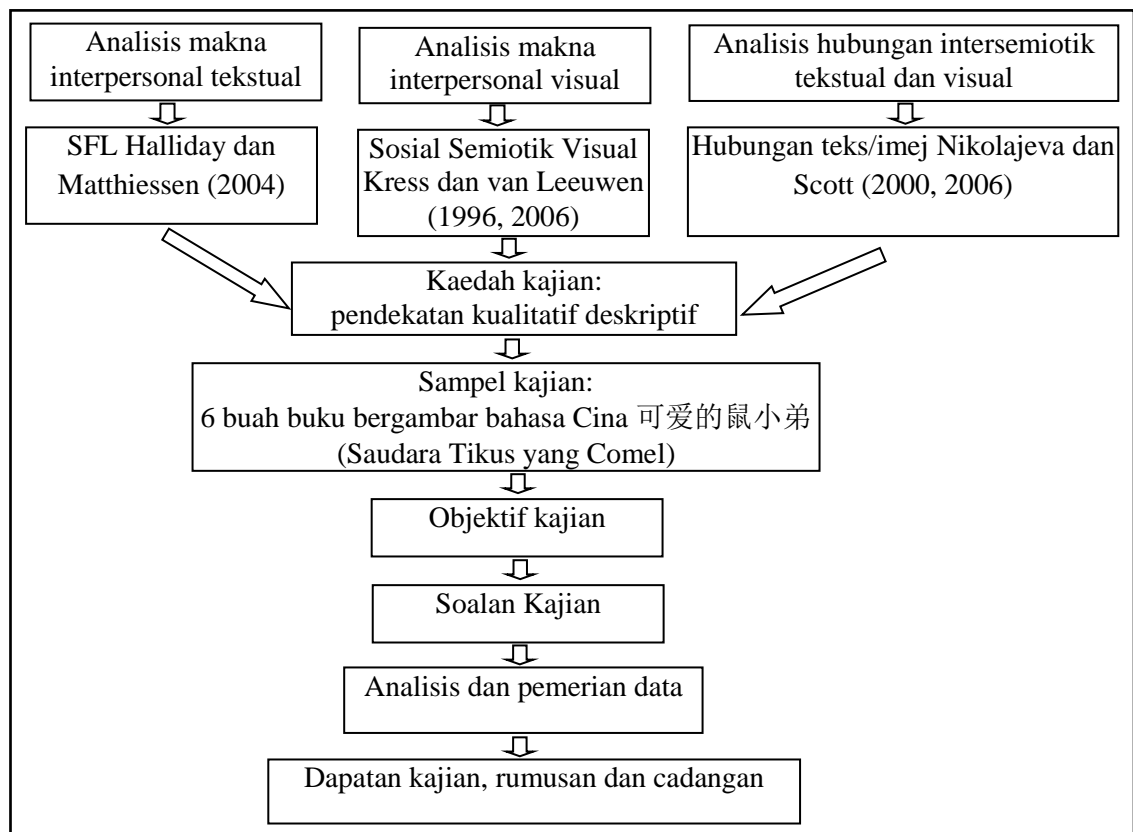 Analisis makna
interpersonal tekstual
Analisis makna
interpersonal visual
Analisis hubungan intersemiotik
tekstual dan visual
SFL Halliday dan
Matthiessen (2004)
Sosial Semiotik Visual
Kress dan van Leeuwen
(1996, 2006)
Hubungan teks/imej Nikolajeva dan
Scott (2000, 2006)
Kaedah kajian:
pendekatan kualitatif deskriptif
Sampel kajian:
6 buah buku bergambar bahasa Cina 可爱的鼠小弟
(Saudara Tikus yang Comel)
Objektif kajian
Soalan Kajian
Analisis dan pemerian data
Dapatan kajian, rumusan dan cadangan